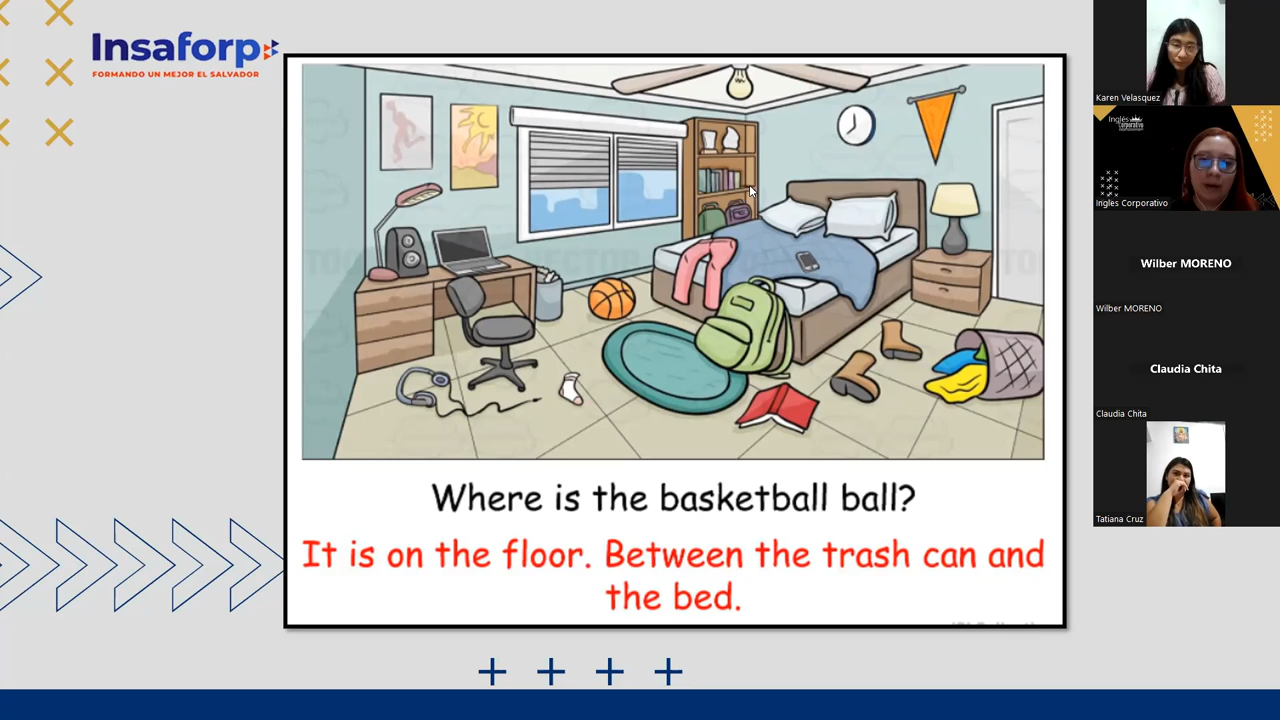 Insaforp
FORMANDO UN MEJOR EL SALVADOR
Where is the basketball ball?
It is on the floor. Between the trash can and
the bed.
Karen Velasquez
Inglés
Corporativo
Ingles Corporativo
Wilber MORENO
Wilber MORENO
Claudia Chita
Claudia Chita
Tatiana Cruz